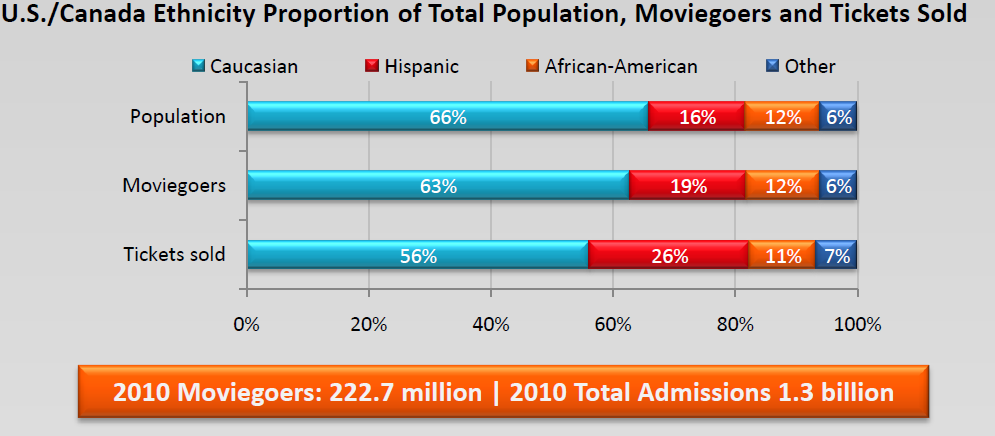 U.S./Canada Ethnicity Proportion of Total Population, Moviegoers and Tickets Sold
Caucasian Hispanic African-American Other
Population 66% 16% 12% 6%
Moviegoers 63% 19% 12% 6%
Tickets sold 56% 26% 11% 7%
0% 20% 40% 60% 80% 100%
2010 Moviegoers: 222.7 million | 2010 Total Admissions 1.3 billion